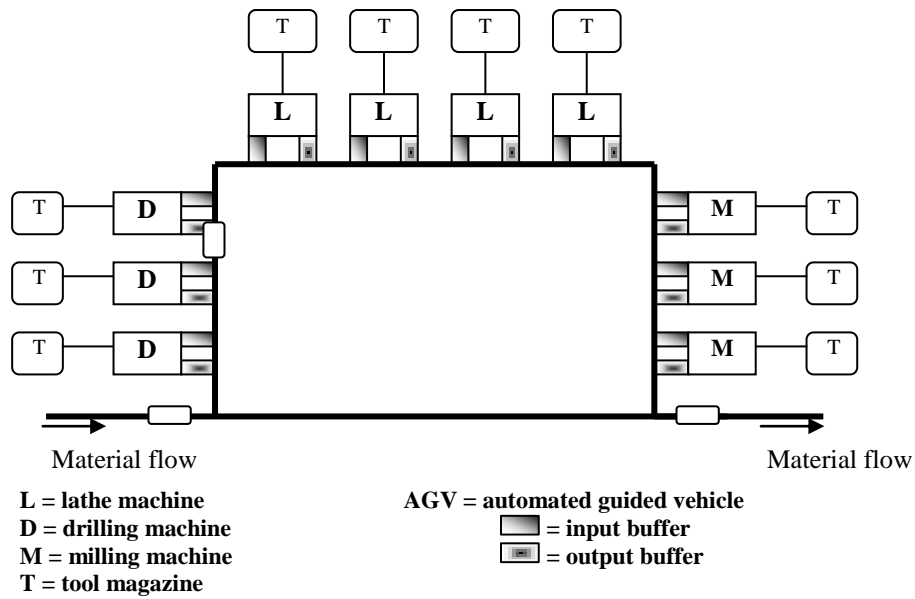 T T T T
L L L L
T D M T
T D M T
T D M T
Material flow Material flow
L = lathe machine AGV = automated guided vehicle
D = drilling machine = input buffer
M = milling machine = output buffer
T = tool magazine